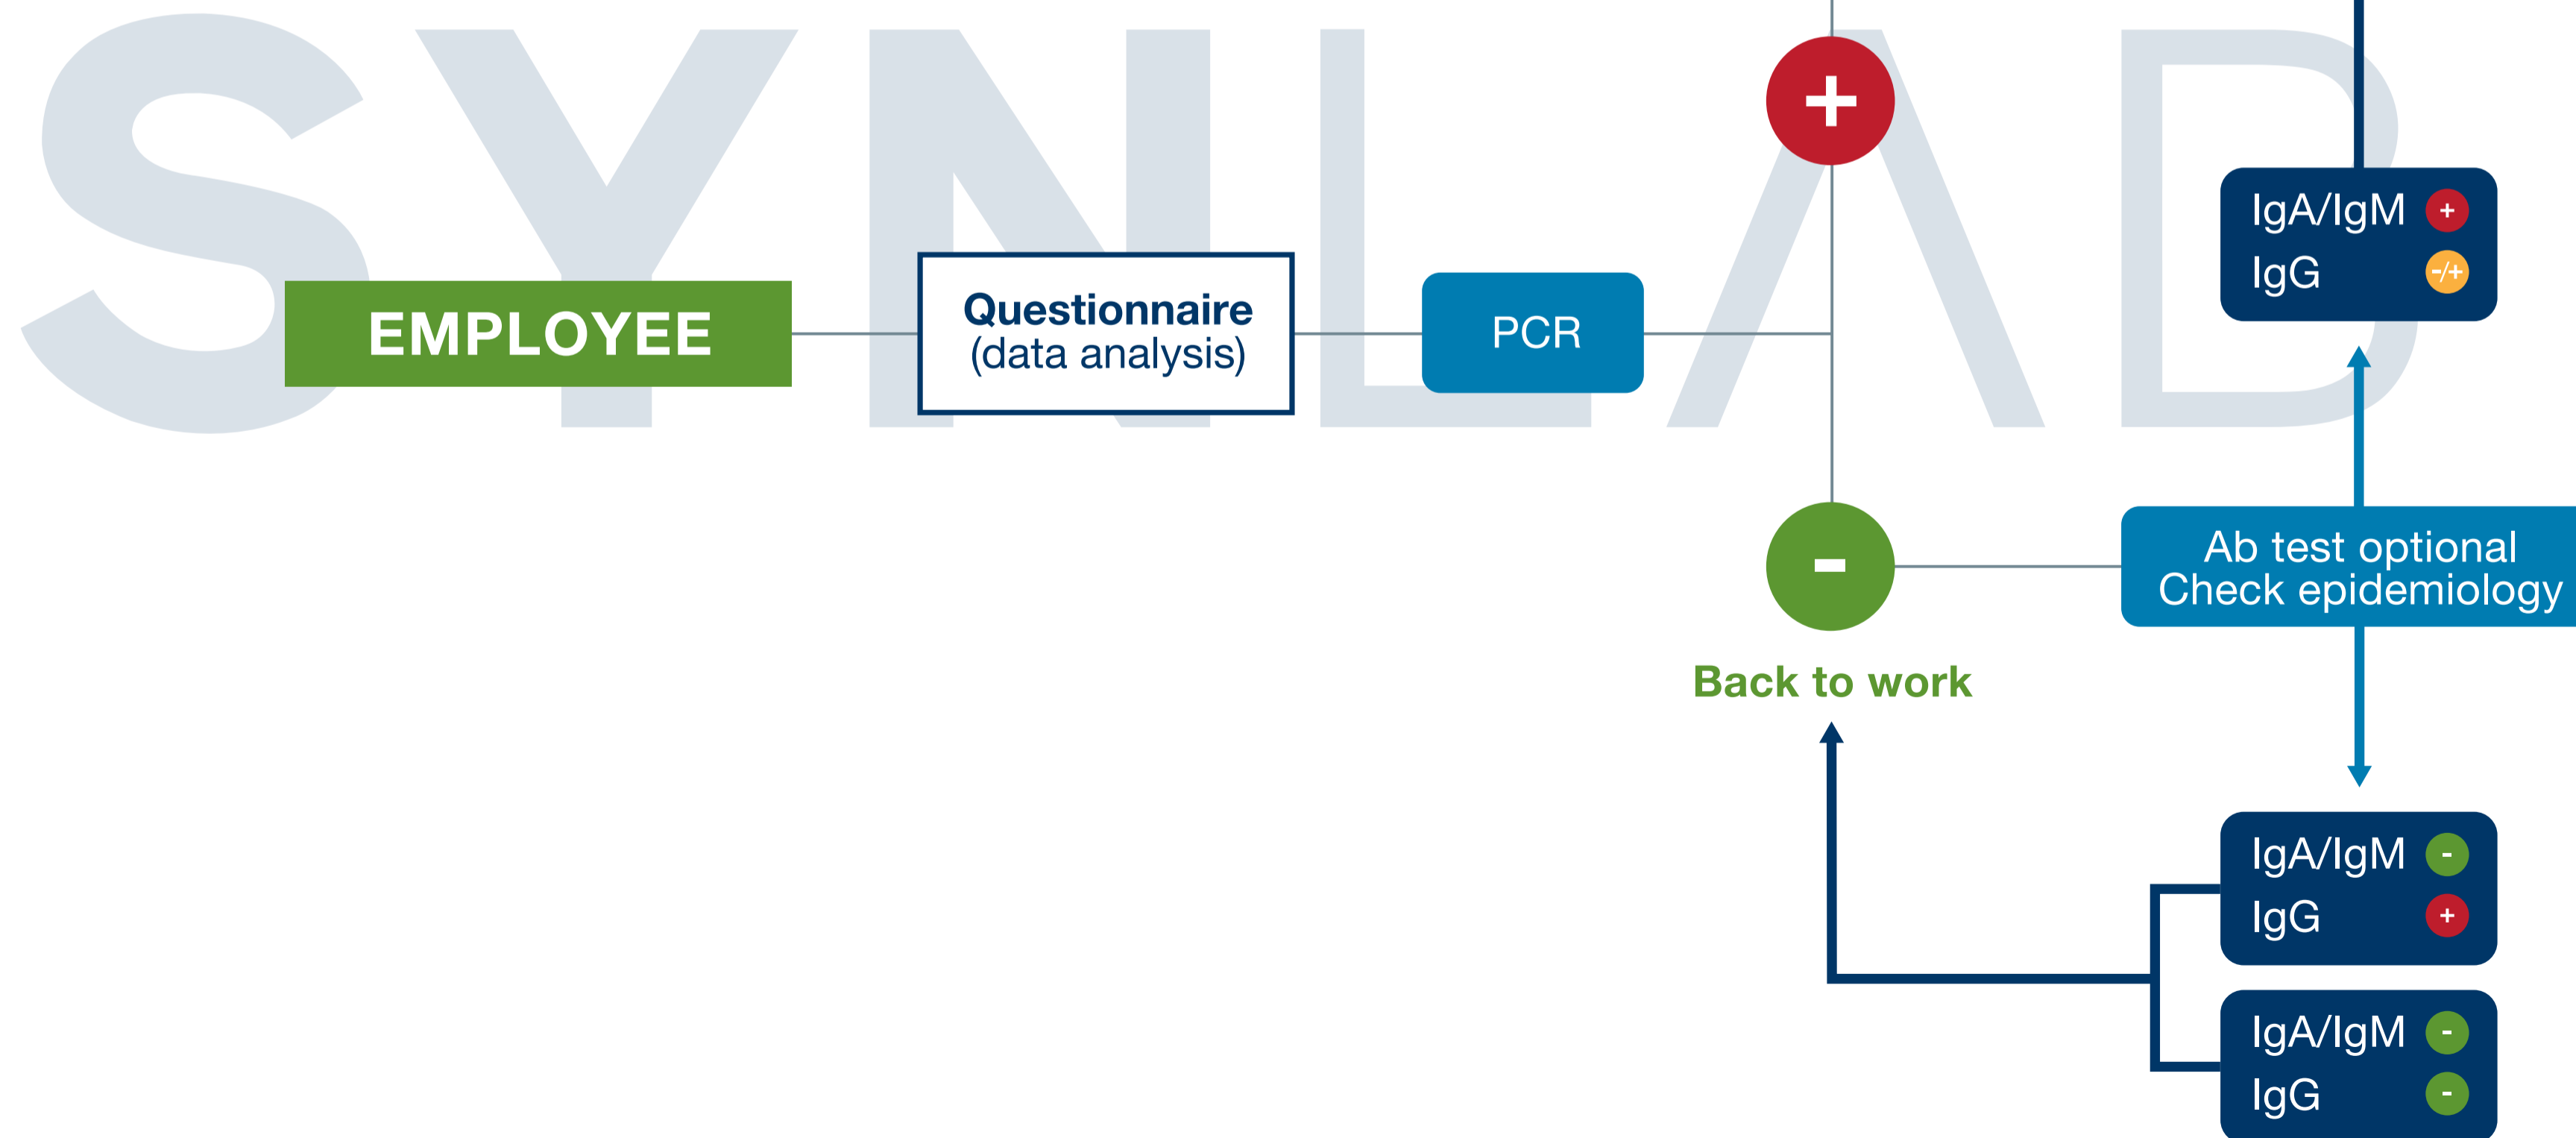 SYNLAB
+
IgA/IgM +
IgG -/+
EMPLOYEE
Questionnaire
(data analysis)
PCR
-
Ab test optional
Check epidemiology
Back to work
IgA/IgM -
IgG +
IgA/IgM -
IgG -